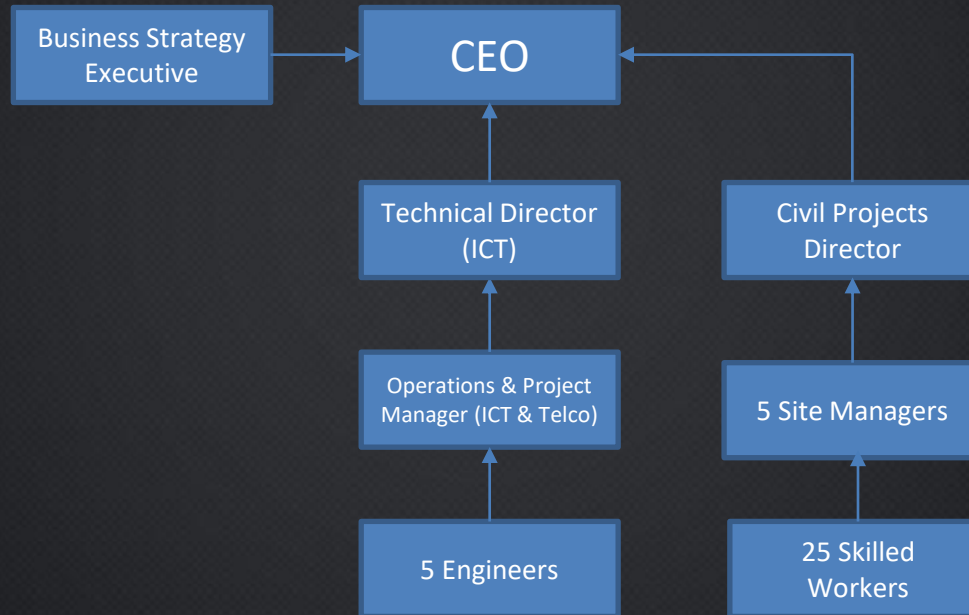 Business Strategy
Executive
CEO
Technical Director
(ICT)
Civil Projects
Director
Operations & Project
Manager (ICT & Telco)
5 Site Managers
5 Engineers
25 Skilled
Workers